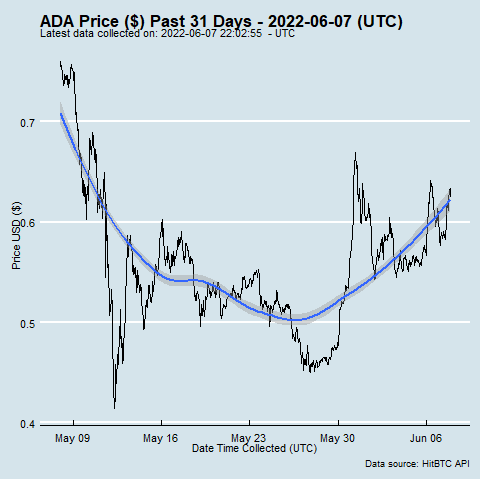 ADA Price ($) Past 31 Days - 2022-06-07 (UTC)
Latest data collected on: 2022-06-07 22:02:55 - UTC
Price USD ($)
0.7
0.6
0.5
0.4
May 09 May 16 May 23 May 30 Jun 06
Date Time Collected (UTC)
Data source: HitBTC API